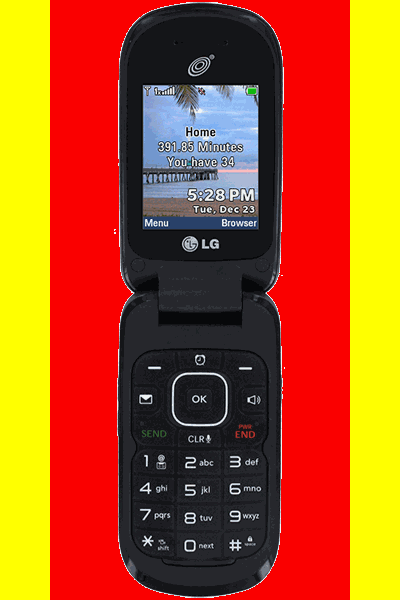 Home
391.85 Minutes
You have 34
5:28 PM
Tue, Dec 23
Menu Browser
LG
OK
SEND CLR PWR END
1 2 abc 3 def
4 ghi 5 jkl 6 mno
7 pqrs 8 tuv 9 wxyz
* shift 0 next # space